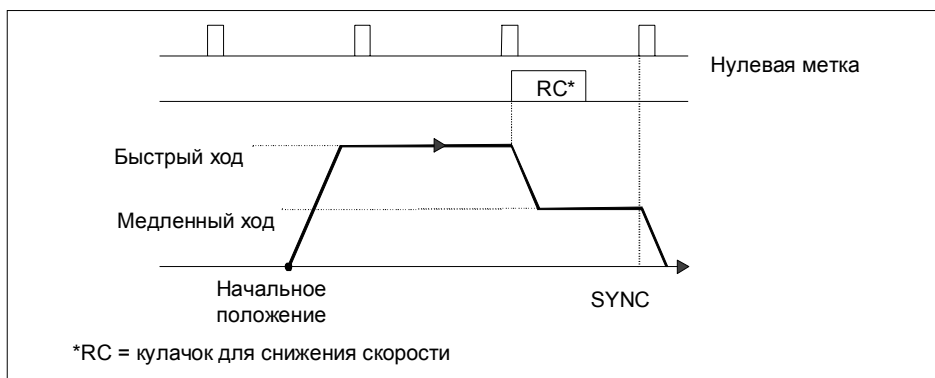 Нулевая метка
RC*
Быстрый ход
Медленный ход
Начальное
положение
SYNC
*RC = кулачок для снижения скорости